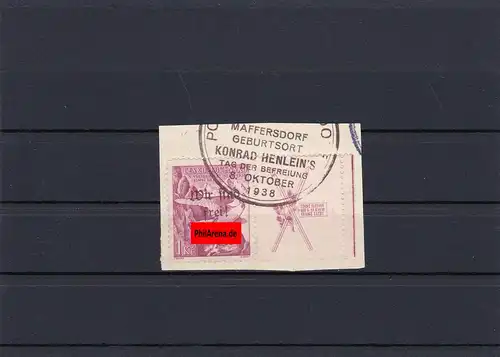 PO
O
MAFFERSDORF
GEBURTSORT
KONRAD HENLEIN'S
TAG DER BEFREIUNG
8. OKTOBER
1938
Wir sind
frei!
PhilArena.de
1 Kč